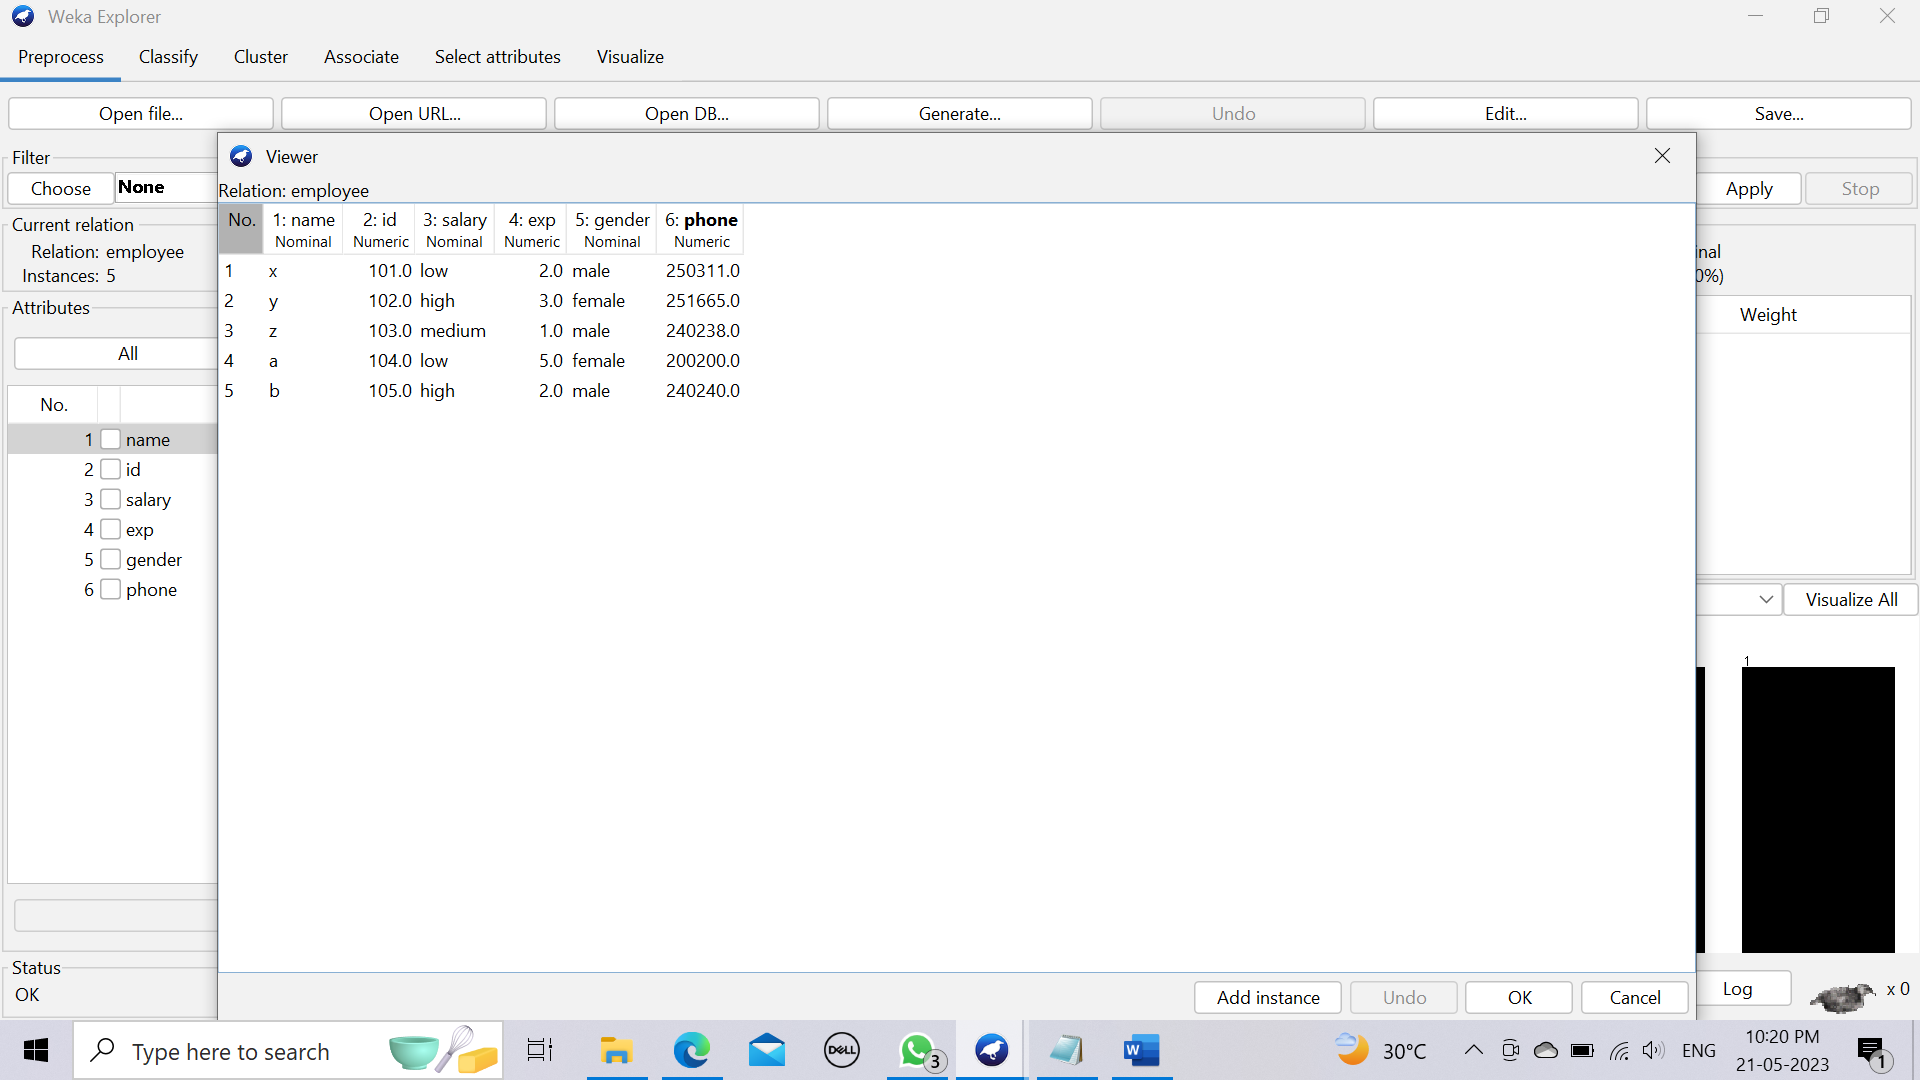 Weka Explorer
Preprocess Classify Cluster Associate Select attributes Visualize
Open file... Open URL... Open DB... Generate... Undo Edit... Save...
Filter
Choose None Apply Stop
Current relation
Relation: employee
Instances: 5
Attributes
All
No.
1 name
2 id
3 salary
4 exp
5 gender
6 phone
Status
OK
Viewer
Relation: employee
No. 1: name 2: id 3: salary 4: exp 5: gender 6: phone
Nominal Numeric Nominal Numeric Nominal Numeric
1 x 101.0 low 2.0 male 250311.0
2 y 102.0 high 3.0 female 251665.0
3 z 103.0 medium 1.0 male 240238.0
4 a 104.0 low 5.0 female 200200.0
5 b 105.0 high 2.0 male 240240.0
Add instance Undo OK Cancel
inal
0%)
Weight
Visualize All
1
Log x 0
Type here to search
DELL
3
W
30°C
ENG
10:20 PM
21-05-2023
1